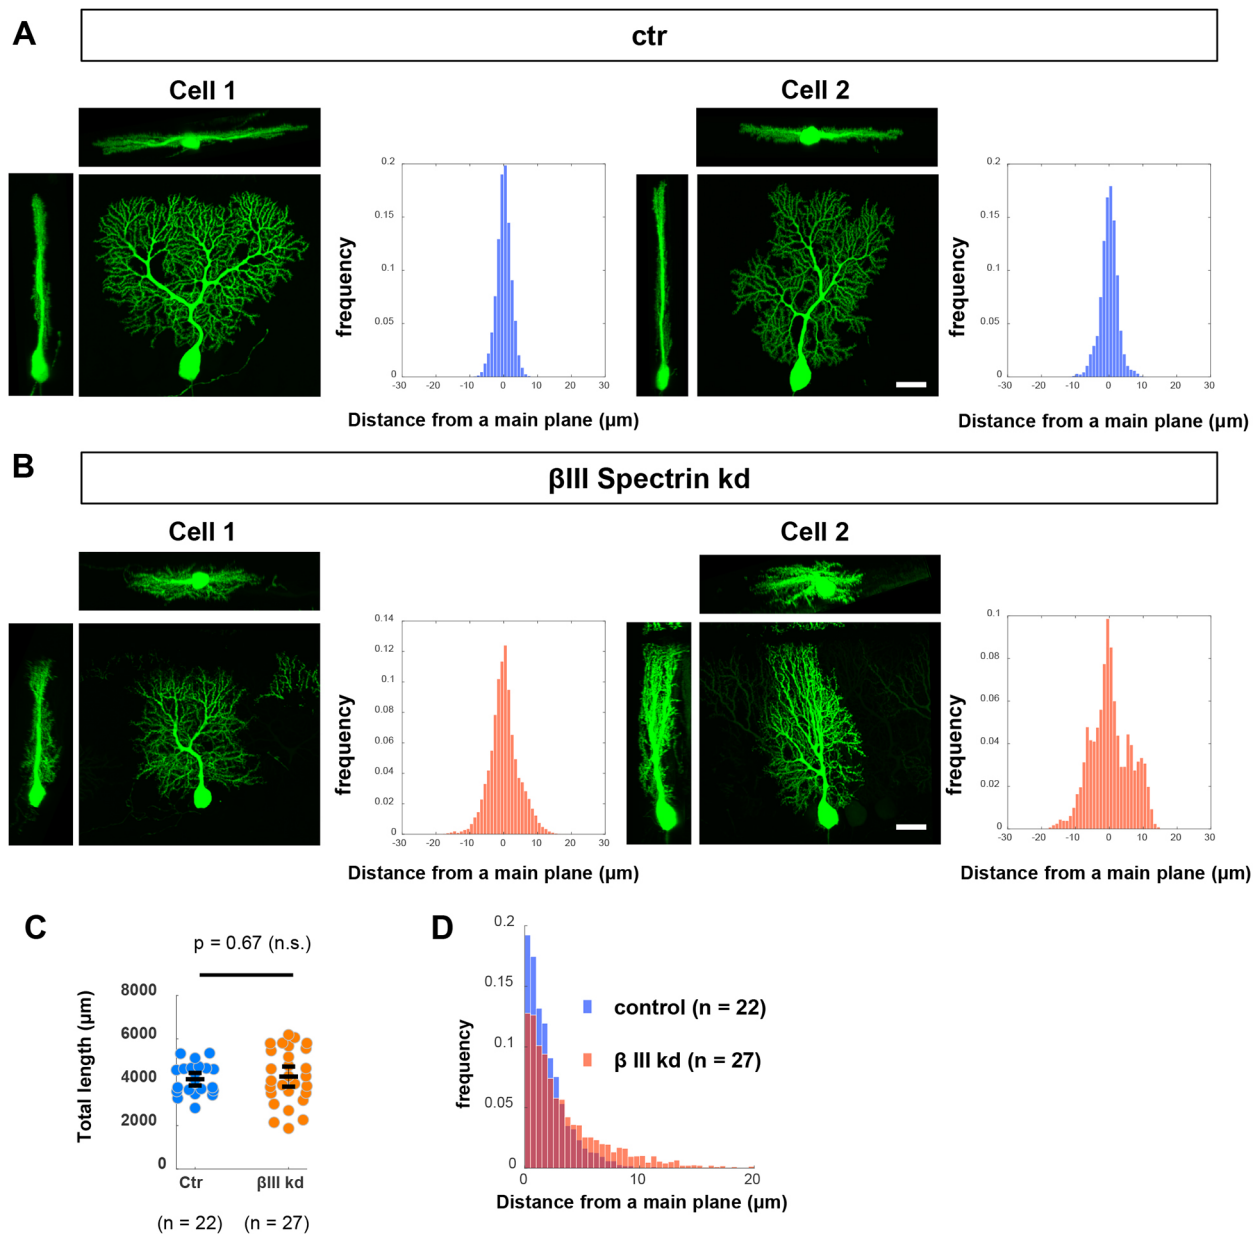 A
ctr
Cell 1
Cell 2
0.2
0.15
0.1
0.05
0
frequency
-30 -20 -10 0 10 20 30
Distance from a main plane (μm)
0.2
0.15
0.1
0.05
0
frequency
-30 -20 -10 0 10 20 30
Distance from a main plane (μm)
B
βIII Spectrin kd
Cell 1
Cell 2
0.14
0.12
0.1
0.08
0.06
0.04
0.02
0
frequency
-30 -20 -10 0 10 20 30
Distance from a main plane (μm)
0.1
0.08
0.06
0.04
0.02
0
frequency
-30 -20 -10 0 10 20 30
Distance from a main plane (μm)
C
p = 0.67 (n.s.)
8000
6000
4000
2000
0
Total length (μm)
Ctr βIII kd
(n = 22) (n = 27)
D
0.2
0.15
0.1
0.05
0
frequency
control (n = 22)
β III kd (n = 27)
0 10 20
Distance from a main plane (μm)